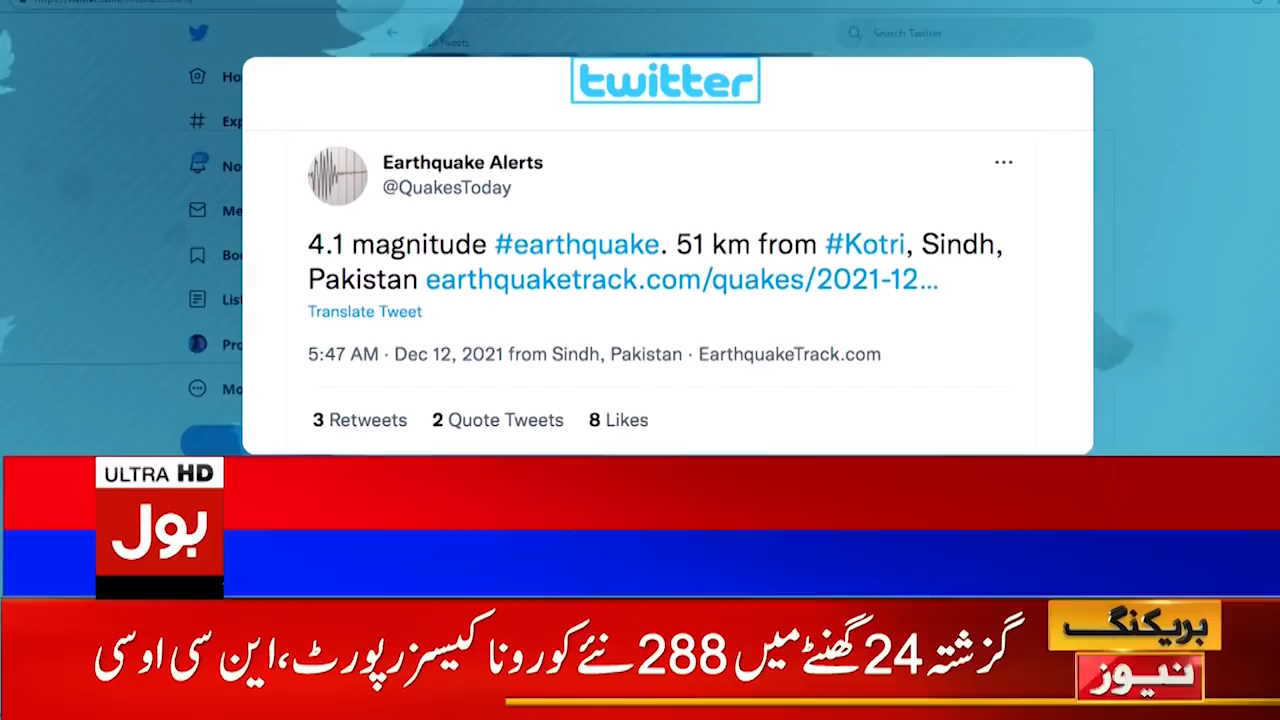 Tweets
Search Twitter
twitter
Earthquake Alerts
@QuakesToday
4.1 magnitude #earthquake. 51 km from #Kotri, Sindh,
Pakistan earthquaketrack.com/quakes/2021-12...
Translate Tweet
5:47 AM · Dec 12, 2021 from Sindh, Pakistan · EarthquakeTrack.com
3 Retweets 2 Quote Tweets 8 Likes
ULTRA HD
بول
بریکنگ
نیوز
گزشتہ 24 گھنٹے میں 288 نئے کورونا کیسز رپورٹ، این سی او سی